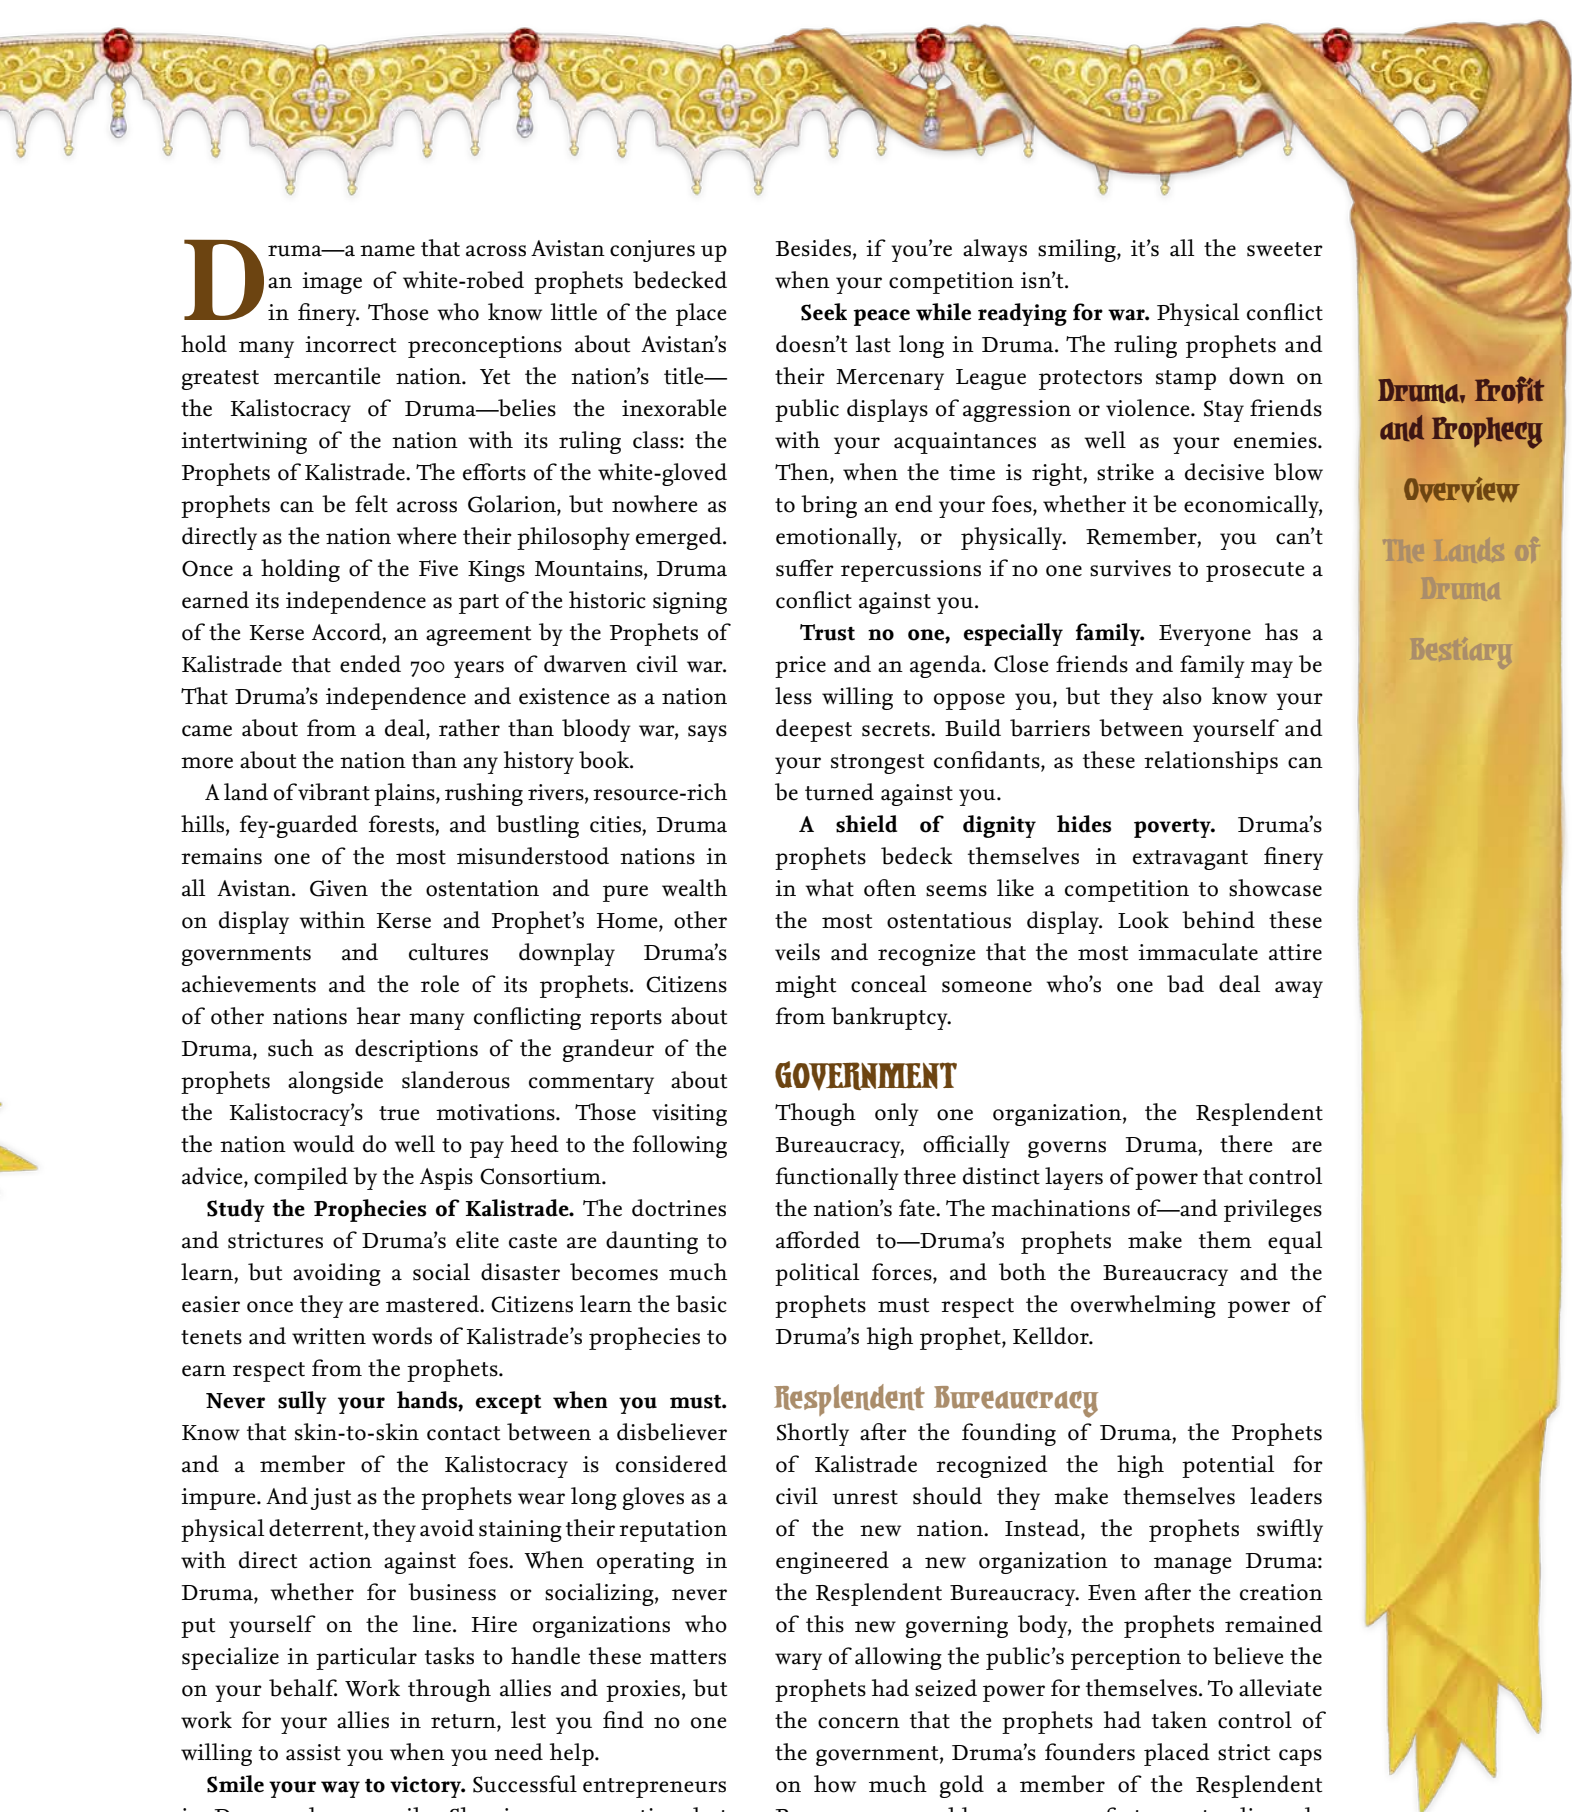 Druma—a name that across Avistan conjures up
an image of white-robed prophets bedecked
in finery. Those who know little of the place
hold many incorrect preconceptions about Avistan's
greatest mercantile nation. Yet the nation's title—
the Kalistocracy of Druma—belies the inexorable
intertwining of the nation with its ruling class: the
Prophets of Kalistrade. The efforts of the white-gloved
prophets can be felt across Golarion, but nowhere as
directly as the nation where their philosophy emerged.
Once a holding of the Five Kings Mountains, Druma
earned its independence as part of the historic signing
of the Kerse Accord, an agreement by the Prophets of
Kalistrade that ended 700 years of dwarven civil war.
That Druma's independence and existence as a nation
came about from a deal, rather than bloody war, says
more about the nation than any history book.
A land of vibrant plains, rushing rivers, resource-rich
hills, fey-guarded forests, and bustling cities, Druma
remains one of the most misunderstood nations in
all Avistan. Given the ostentation and pure wealth
on display within Kerse and Prophet's Home, other
governments and cultures downplay Druma's
achievements and the role of its prophets. Citizens
of other nations hear many conflicting reports about
Druma, such as descriptions of the grandeur of the
prophets alongside slanderous commentary about
the Kalistocracy's true motivations. Those visiting
the nation would do well to pay heed to the following
advice, compiled by the Aspis Consortium.
Study the Prophecies of Kalistrade. The doctrines
and strictures of Druma's elite caste are daunting to
learn, but avoiding a social disaster becomes much
easier once they are mastered. Citizens learn the basic
tenets and written words of Kalistrade's prophecies to
earn respect from the prophets.
Never sully your hands, except when you must.
Know that skin-to-skin contact between a disbeliever
and a member of the Kalistocracy is considered
impure. And just as the prophets wear long gloves as a
physical deterrent, they avoid staining their reputation
with direct action against foes. When operating in
Druma, whether for business or socializing, never
put yourself on the line. Hire organizations who
specialize in particular tasks to handle these matters
on your behalf. Work through allies and proxies, but
work for your allies in return, lest you find no one
willing to assist you when you need help.
Smile your way to victory. Successful entrepreneurs
Besides, if you're always smiling, it's all the sweeter
when your competition isn't.
Seek peace while readying for war. Physical conflict
doesn't last long in Druma. The ruling prophets and
their Mercenary League protectors stamp down on
public displays of aggression or violence. Stay friends
with your acquaintances as well as your enemies.
Then, when the time is right, strike a decisive blow
to bring an end your foes, whether it be economically,
emotionally, or physically. Remember, you can't
suffer repercussions if no one survives to prosecute a
conflict against you.
Trust no one, especially family. Everyone has a
price and an agenda. Close friends and family may be
less willing to oppose you, but they also know your
deepest secrets. Build barriers between yourself and
your strongest confidants, as these relationships can
be turned against you.
A shield of dignity hides poverty. Druma's
prophets bedeck themselves in extravagant finery
in what often seems like a competition to showcase
the most ostentatious display. Look behind these
veils and recognize that the most immaculate attire
might conceal someone who's one bad deal away
from bankruptcy.
GOVERNMENT
Though only one organization, the Resplendent
Bureaucracy, officially governs Druma, there are
functionally three distinct layers of power that control
the nation's fate. The machinations of—and privileges
afforded to—Druma's prophets make them equal
political forces, and both the Bureaucracy and the
prophets must respect the overwhelming power of
Druma's high prophet, Kelldor.
Resplendent Bureaucracy
Shortly after the founding of Druma, the Prophets
of Kalistrade recognized the high potential for
civil unrest should they make themselves leaders
of the new nation. Instead, the prophets swiftly
engineered a new organization to manage Druma:
the Resplendent Bureaucracy. Even after the creation
of this new governing body, the prophets remained
wary of allowing the public's perception to believe the
prophets had seized power for themselves. To alleviate
the concern that the prophets had taken control of
the government, Druma's founders placed strict caps
on how much gold a member of the Resplendent
Druma, Profit
and Prophecy
Overview
The Lands of
Druma
Bestiary